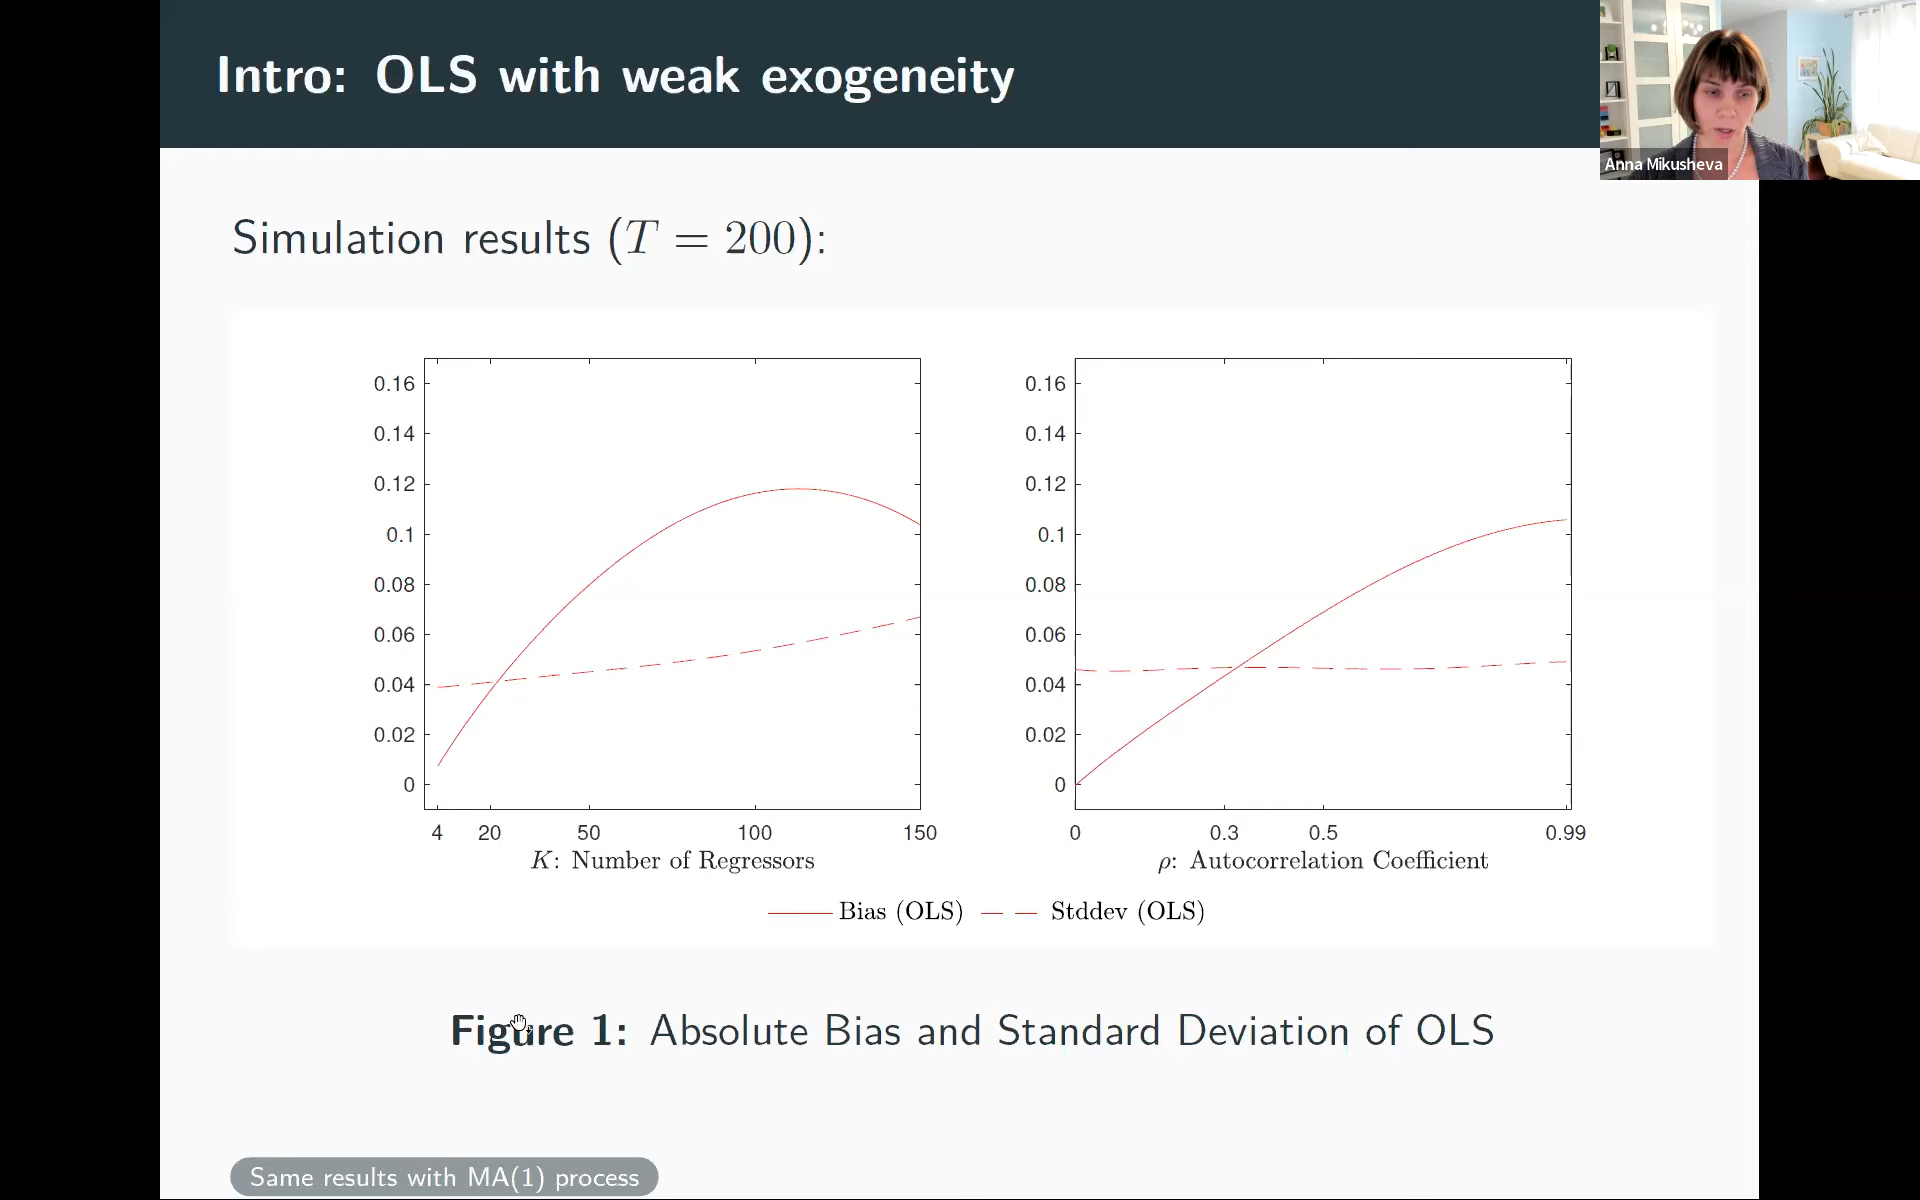 Intro: OLS with weak exogeneity
Anna Mikusheva
Simulation results (T = 200):
0.16
0.14
0.12
0.1
0.08
0.06
0.04
0.02
0
4 20 50 100 150
K: Number of Regressors
0.16
0.14
0.12
0.1
0.08
0.06
0.04
0.02
0
0 0.3 0.5 0.99
ρ: Autocorrelation Coefficient
Bias (OLS) Stddev (OLS)
Figure 1: Absolute Bias and Standard Deviation of OLS
Same results with MA(1) process